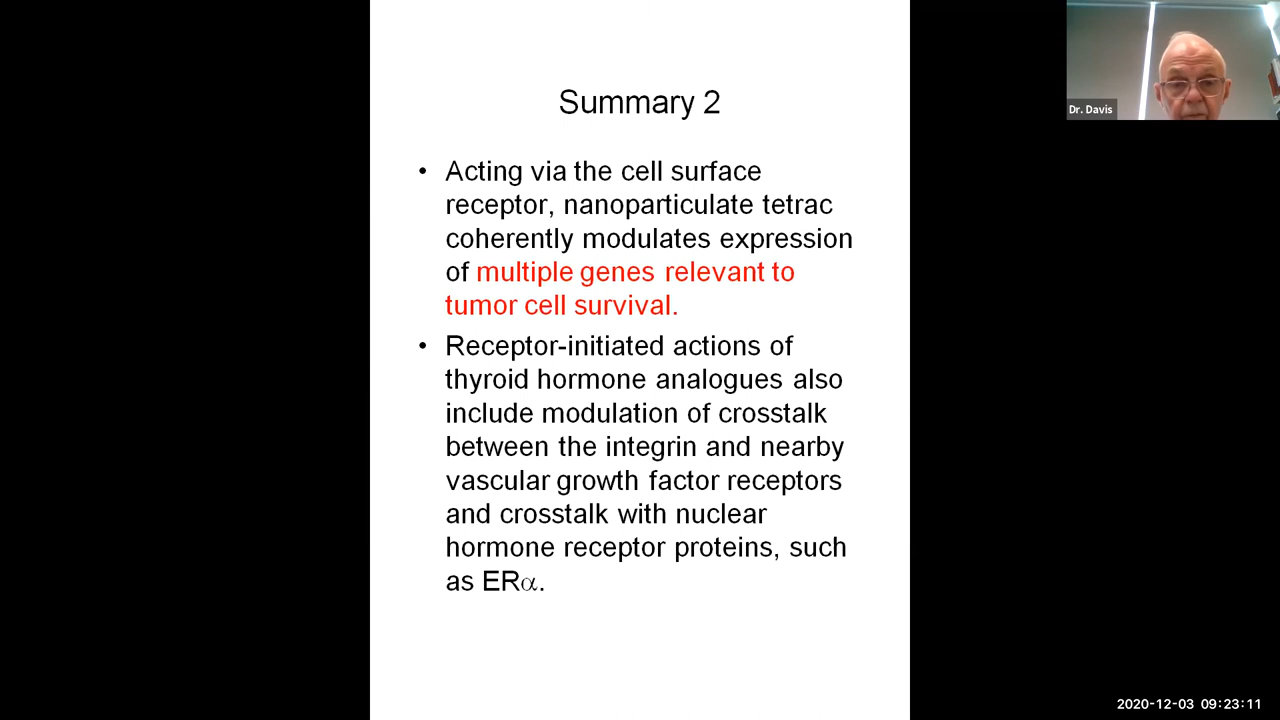 Summary 2
• Acting via the cell surface
receptor, nanoparticulate tetrac
coherently modulates expression
of multiple genes relevant to
tumor cell survival.
• Receptor-initiated actions of
thyroid hormone analogues also
include modulation of crosstalk
between the integrin and nearby
vascular growth factor receptors
and crosstalk with nuclear
hormone receptor proteins, such
as ERα.
Dr. Davis
2020-12-03 09:23:11